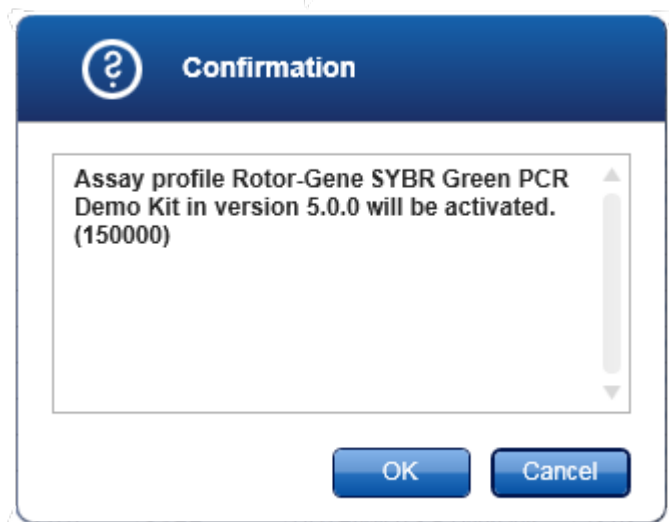 Confirmation
Assay profile Rotor-Gene SYBR Green PCR
Demo Kit in version 5.0.0 will be activated.
(150000)
OK
Cancel